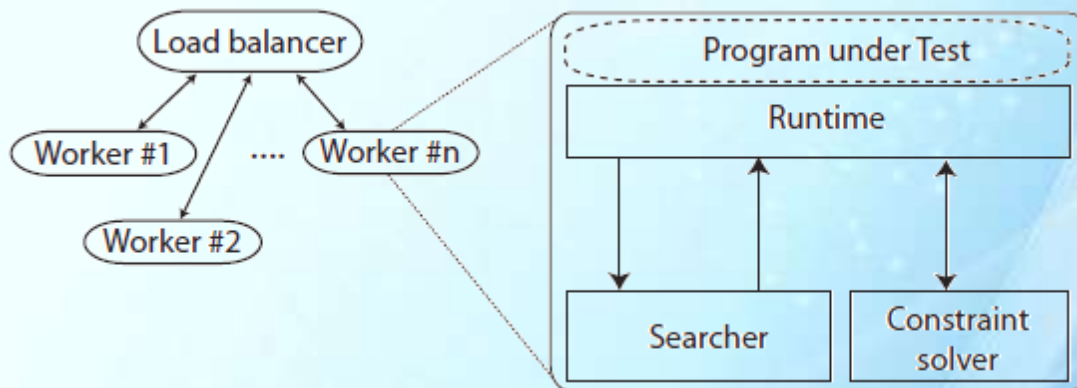 Load balancer
Worker #1
....
Worker #n
Worker #2
Program under Test
Runtime
Searcher
Constraint
solver